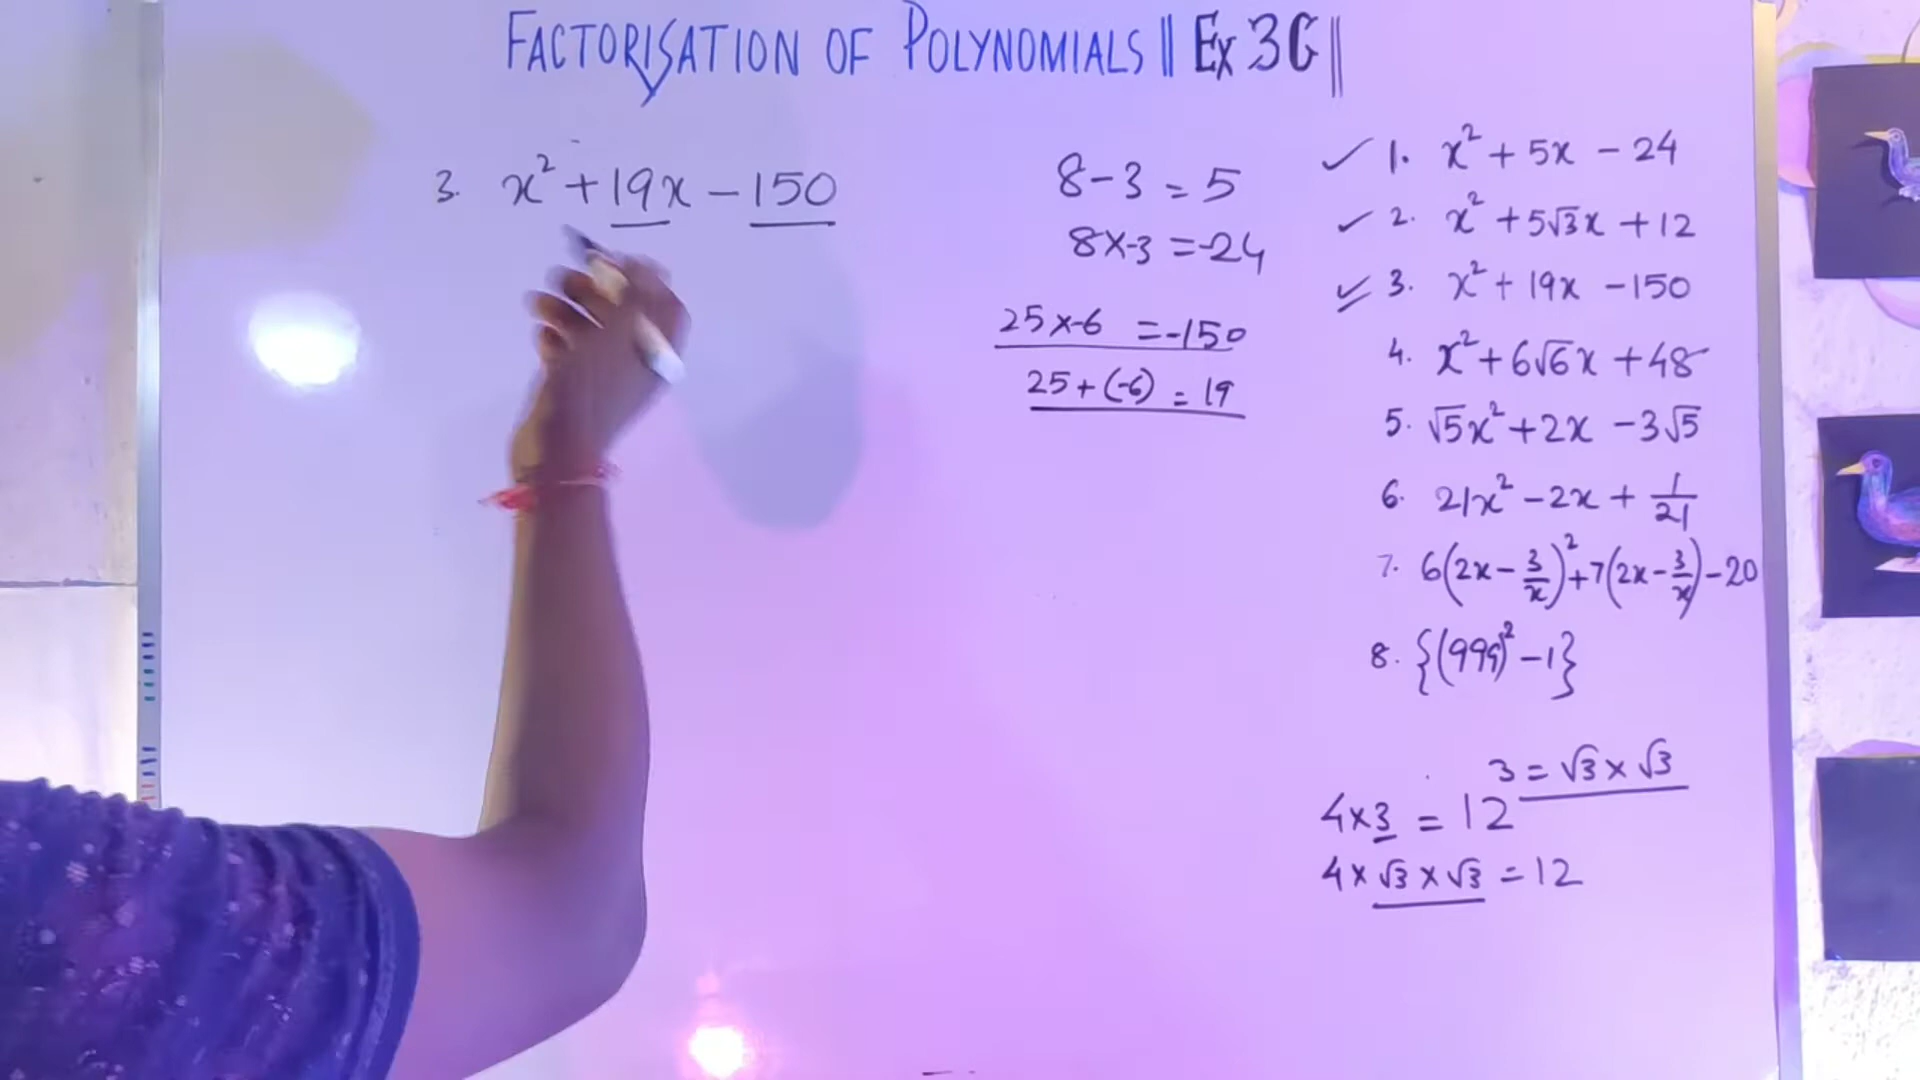 FACTORISATION OF POLYNOMIALS || Ex 3C ||
3. x² + 19x - 150
8 - 3 = 5
8 x -3 = -24
25 x -6 = -150
25 + (-6) = 19
✓ 1. x² + 5x - 24
✓ 2. x² + 5√3x + 12
✓ 3. x² + 19x - 150
4. x² + 6√6x + 48
5. √5x² + 2x - 3√5
6. 21x² - 2x + 1/21
7. 6(2x - 3/x)² + 7(2x - 3/x) - 20
8. {(999)² - 1}
3 = √3 x √3
4 x 3 = 12
4 x √3 x √3 = 12